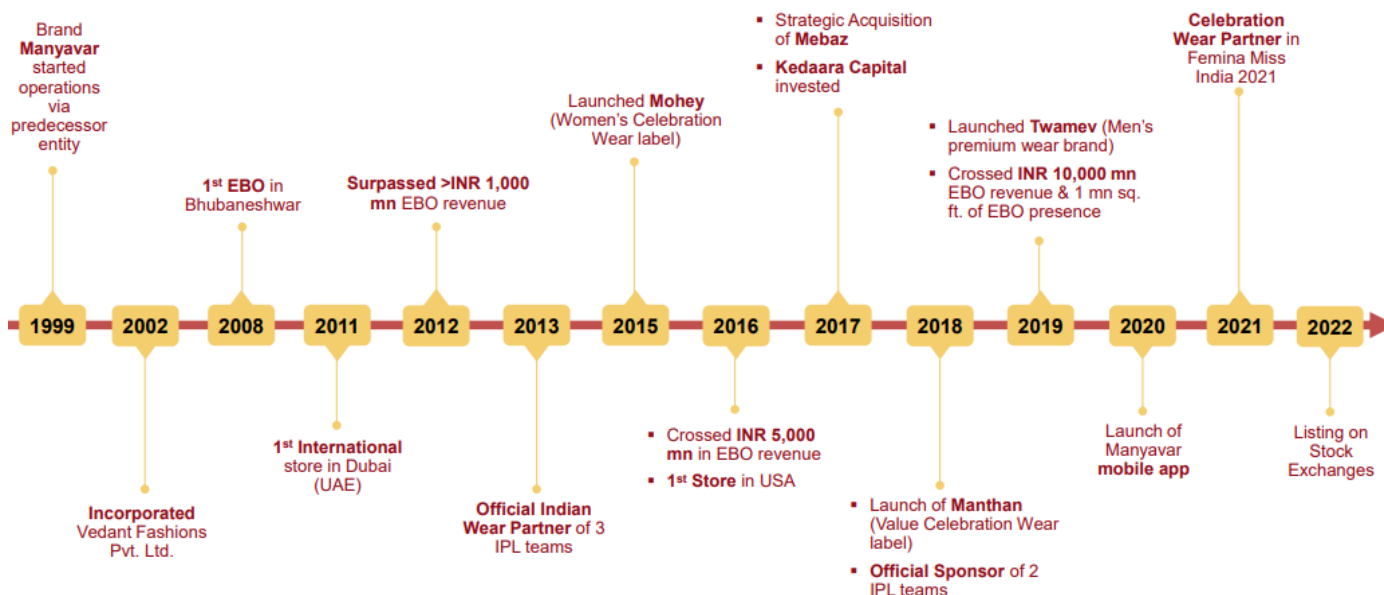 Brand
Manyavar
started
operations
via
predecessor
entity
1st EBO in
Bhubaneshwar
Surpassed >INR 1,000
mn EBO revenue
Launched Mohey
(Women's Celebration
Wear label)
▪ Strategic Acquisition
of Mebaz
▪ Kedaara Capital
invested
▪ Launched Twamev (Men's
premium wear brand)
▪ Crossed INR 10,000 mn
EBO revenue & 1 mn sq.
ft. of EBO presence
Celebration
Wear Partner in
Femina Miss
India 2021
1999 2002 2008 2011 2012 2013 2015 2016 2017 2018 2019 2020 2021 2022
Incorporated
Vedant Fashions
Pvt. Ltd.
1st International
store in Dubai
(UAE)
Official Indian
Wear Partner of 3
IPL teams
▪ Crossed INR 5,000
mn in EBO revenue
▪ 1st Store in USA
▪ Launch of Manthan
(Value Celebration Wear
label)
▪ Official Sponsor of 2
IPL teams
Launch of
Manyavar
mobile app
Listing on
Stock
Exchanges